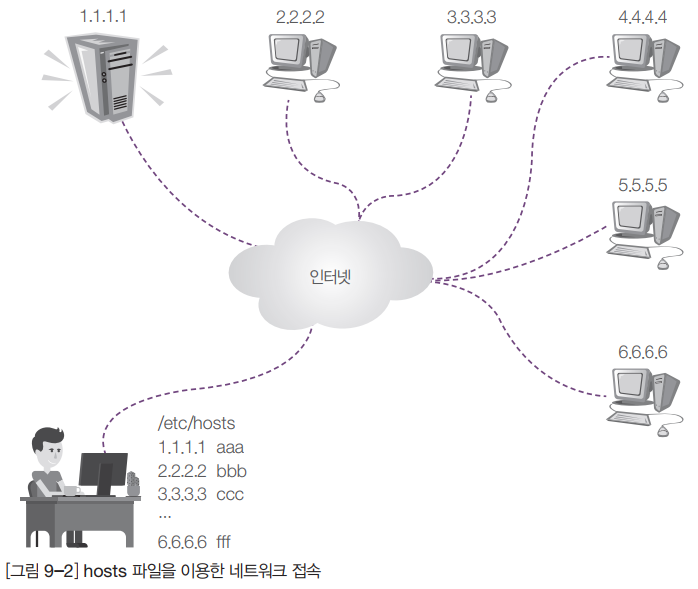 1.1.1.1
2.2.2.2
3.3.3.3
4.4.4.4
5.5.5.5
인터넷
6.6.6.6
/etc/hosts
1.1.1.1 aaa
2.2.2.2 bbb
3.3.3.3 ccc
...
6.6.6.6 fff
[그림 9-2] hosts 파일을 이용한 네트워크 접속